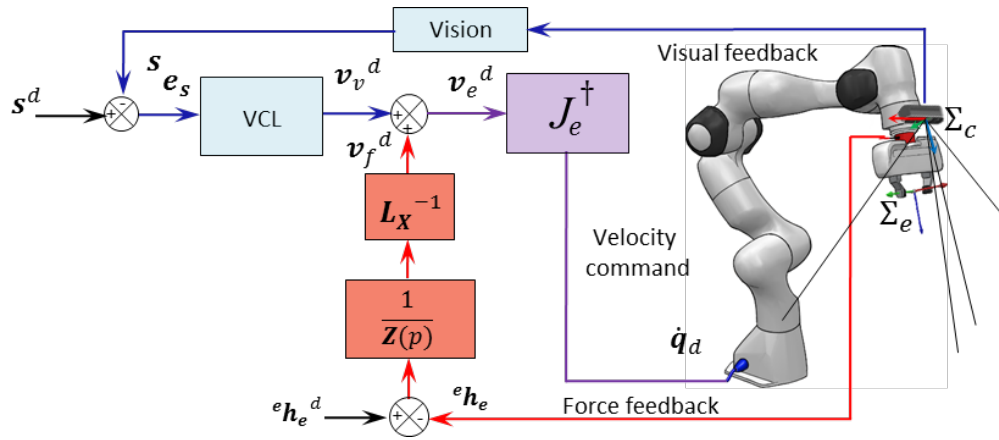 Vision
Visual feedback
s
s^d
e_s
VCL
v_v^d
v_e^d
J_e^†
v_f^d
+ -
+
+
Σ_c
Σ_e
L_X^{-1}
Velocity
command
1
Z(p)
q̇_d
^e h_e^d
+ -
^e h_e
Force feedback